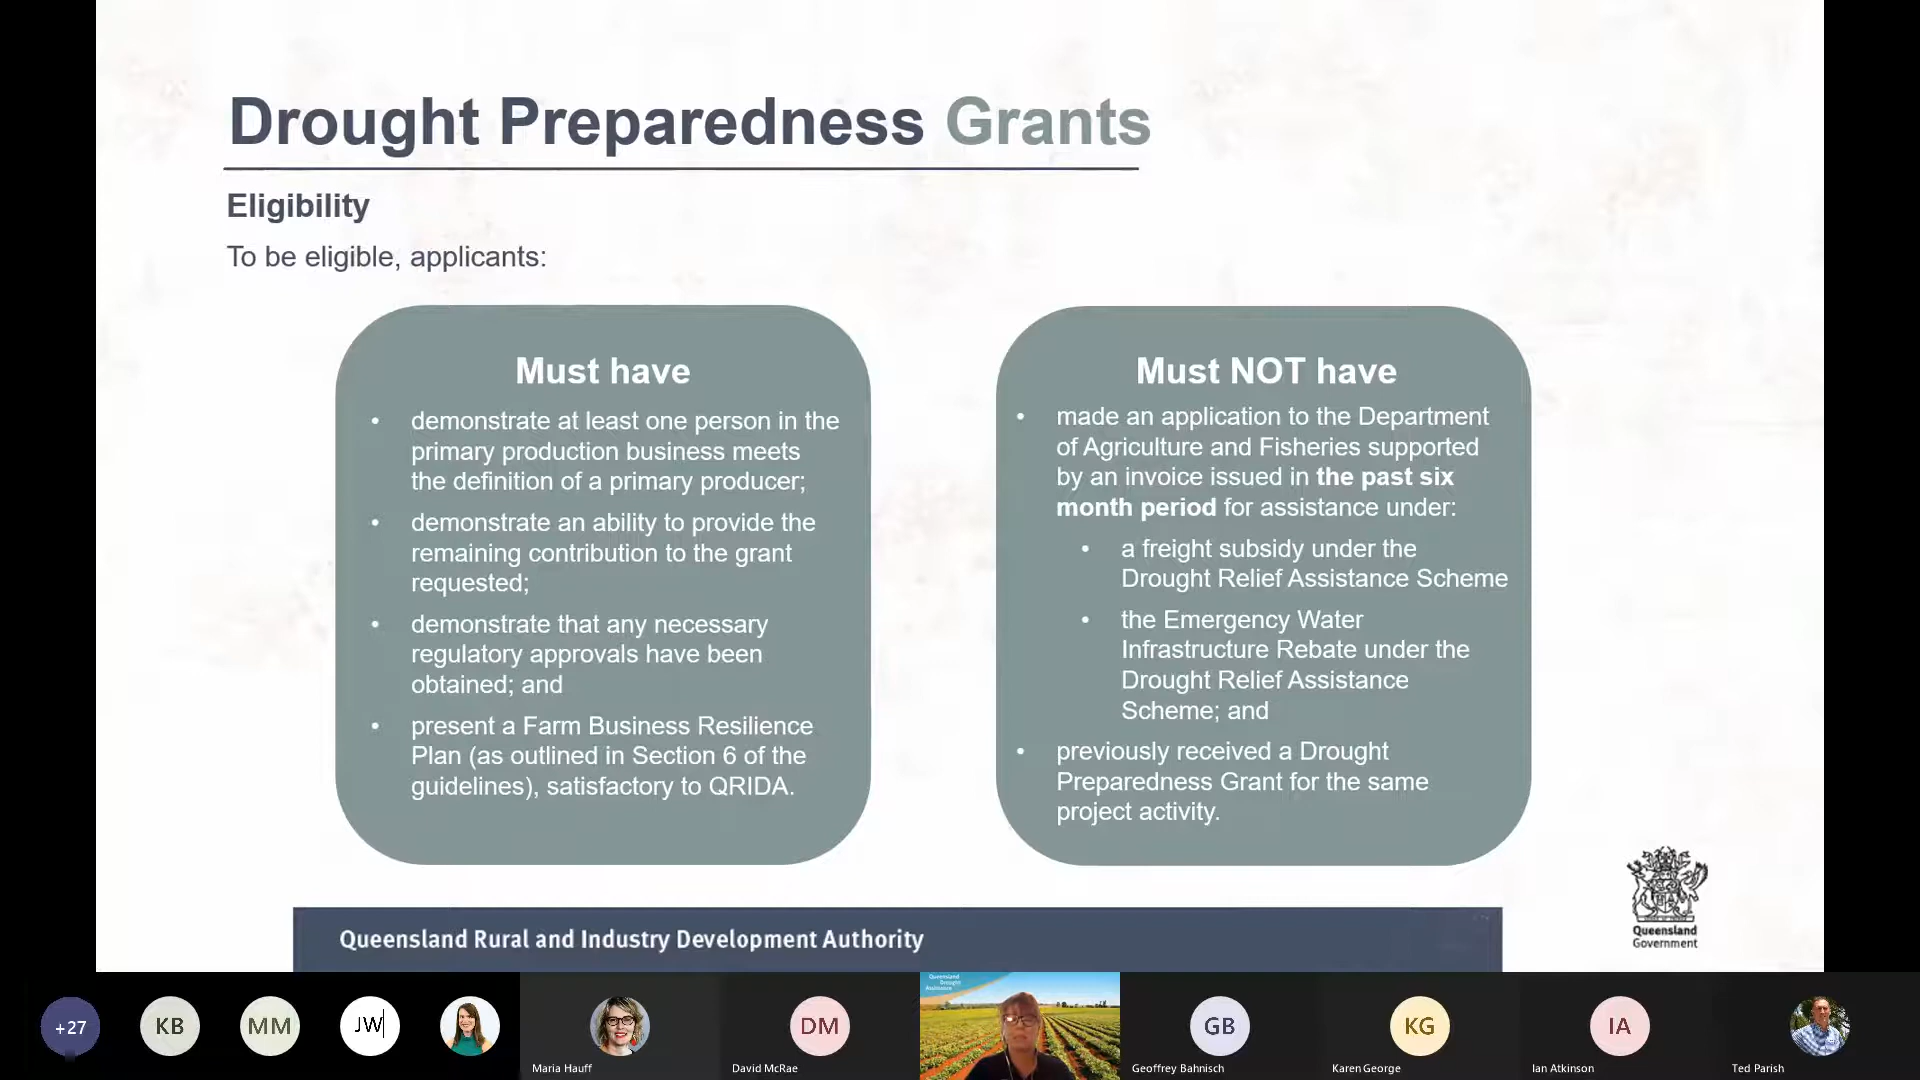 Drought Preparedness Grants
Eligibility
To be eligible, applicants:
Must have
• demonstrate at least one person in the
primary production business meets
the definition of a primary producer;
• demonstrate an ability to provide the
remaining contribution to the grant
requested;
• demonstrate that any necessary
regulatory approvals have been
obtained; and
• present a Farm Business Resilience
Plan (as outlined in Section 6 of the
guidelines), satisfactory to QRIDA.
Must NOT have
• made an application to the Department
of Agriculture and Fisheries supported
by an invoice issued in the past six
month period for assistance under:
• a freight subsidy under the
Drought Relief Assistance Scheme
• the Emergency Water
Infrastructure Rebate under the
Drought Relief Assistance
Scheme; and
• previously received a Drought
Preparedness Grant for the same
project activity.
Queensland
Government
Queensland Rural and Industry Development Authority
+27
KB
MM
JW
Maria Hauff
DM
David McRae
Queensland
Drought
Assistance
GB
Geoffrey Bahnisch
KG
Karen George
IA
Ian Atkinson
Ted Parish